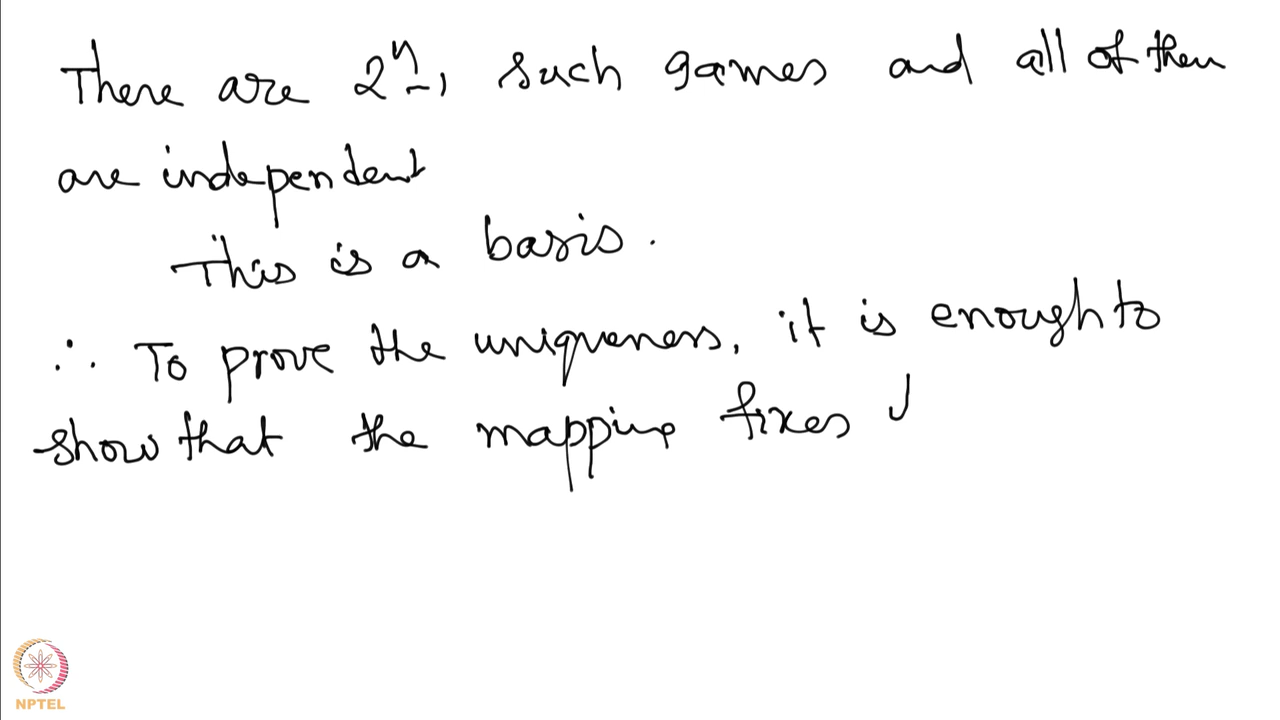 There are 2ⁿ-1 such games and all of them
are independent
This is a basis.
∴ To prove the uniqueness, it is enough to
show that the mapping fixes
NPTEL